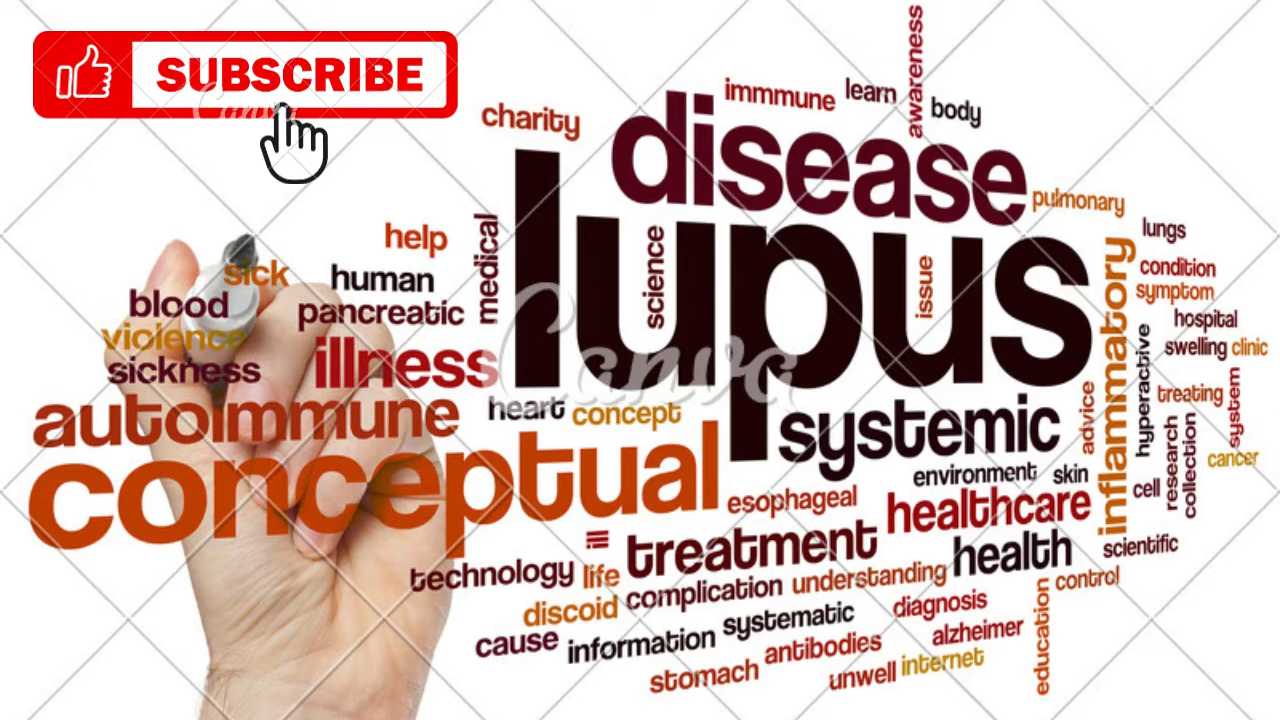 SUBSCRIBE
awareness
immmune
learn
body
charity
disease
pulmonary
lupus
lungs
help
medical
science
issue
inflammatory
condition
sick
human
symptom
blood
pancreatic
hospital
violence
hyperactive
swelling
clinic
sickness
illness
treating
system
autoimmune
heart
concept
systemic
advice
research
collection
cancer
conceptual
environment
skin
cell
esophageal
healthcare
ill
treatment
health
scientific
technology
life
complication
understanding
control
discoid
systematic
diagnosis
education
cause
information
antibodies
alzheimer
stomach
unwell
internet
Canva
Canva